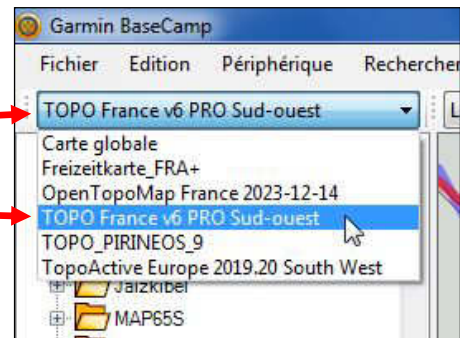 Garmin BaseCamp
Fichier Edition Périphérique Rechercher
TOPO France v6 PRO Sud-ouest
Carte globale
Freizeitkarte_FRA+
OpenTopoMap France 2023-12-14
TOPO France v6 PRO Sud-ouest
TOPO_PIRINEOS_9
TopoActive Europe 2019.20 South West
Jaizkibel
MAP65S